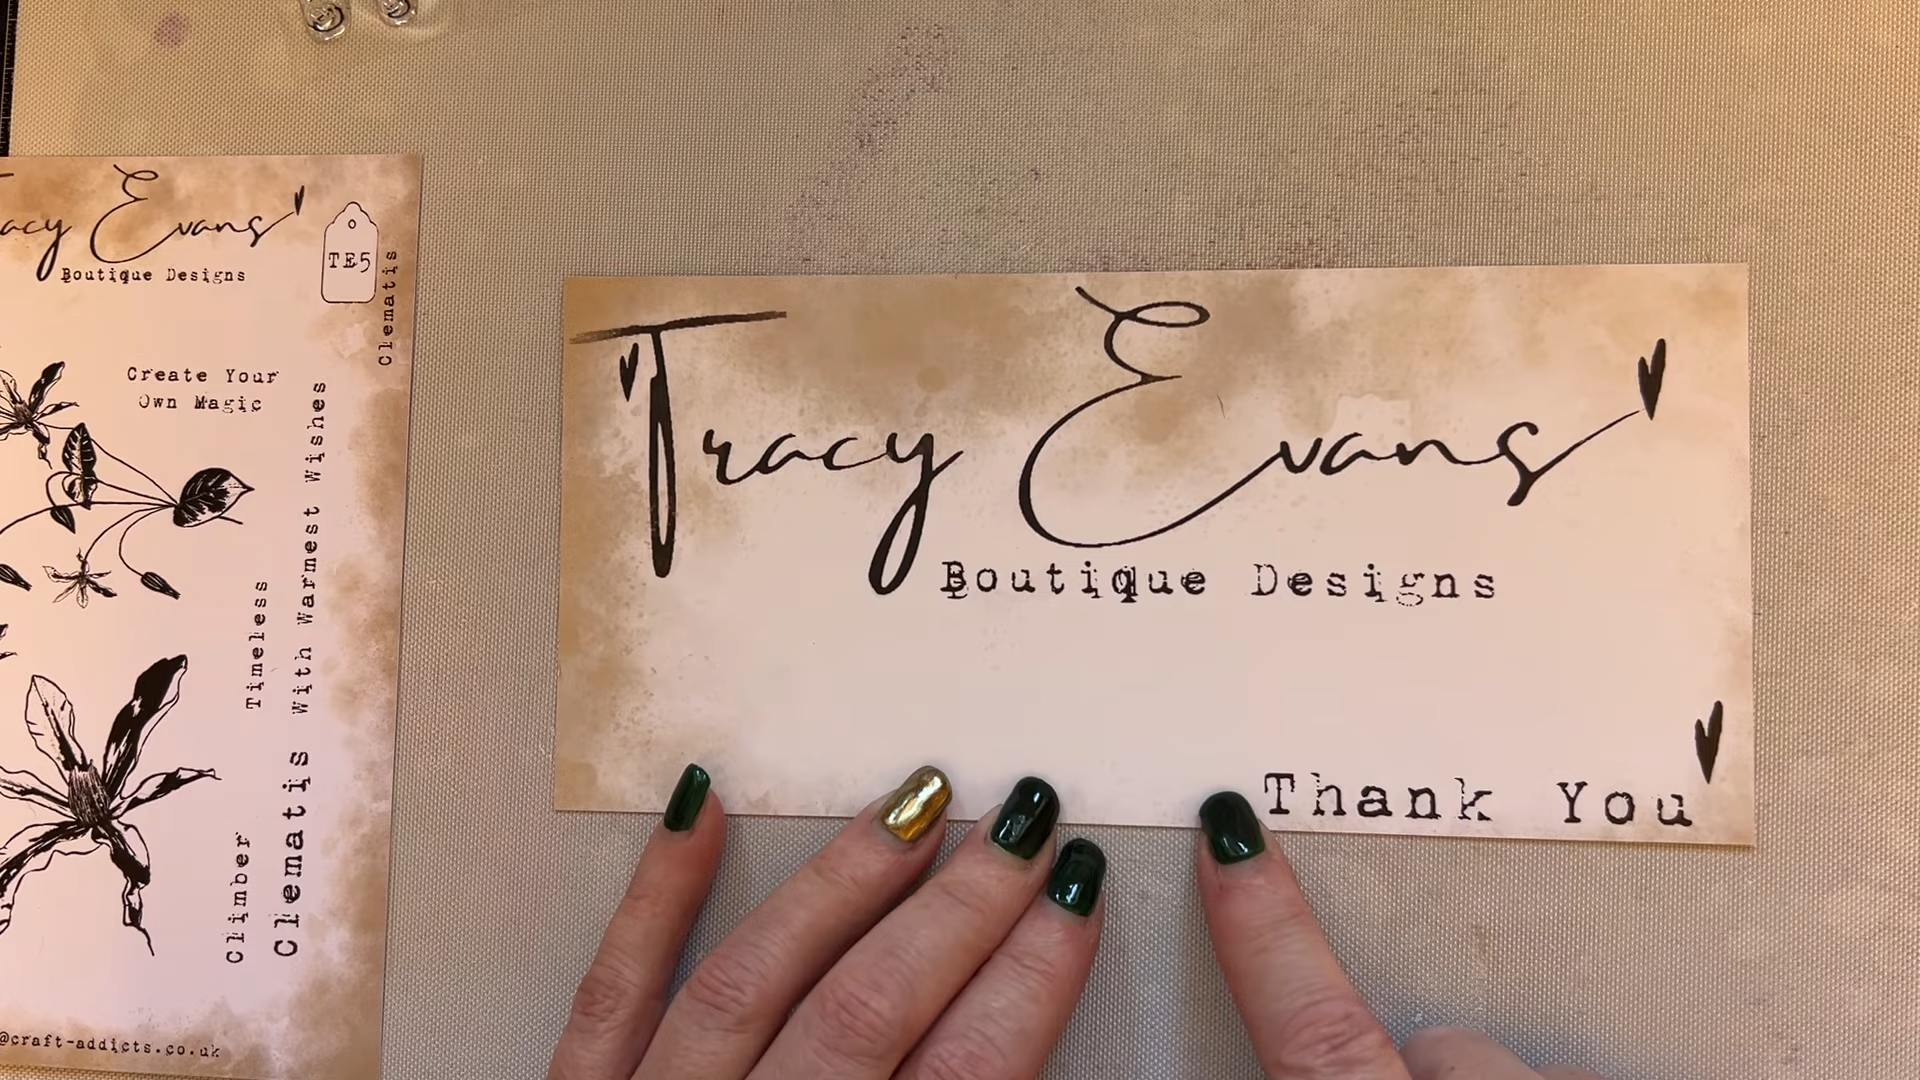 Tracy Evans
Boutique Designs
Thank You
Evans
Boutique Designs
TE5
Clematis
Create Your
Own Magic
With Warmest Wishes
Timeless
Clematis
Climber
@craft-addicts.co.uk